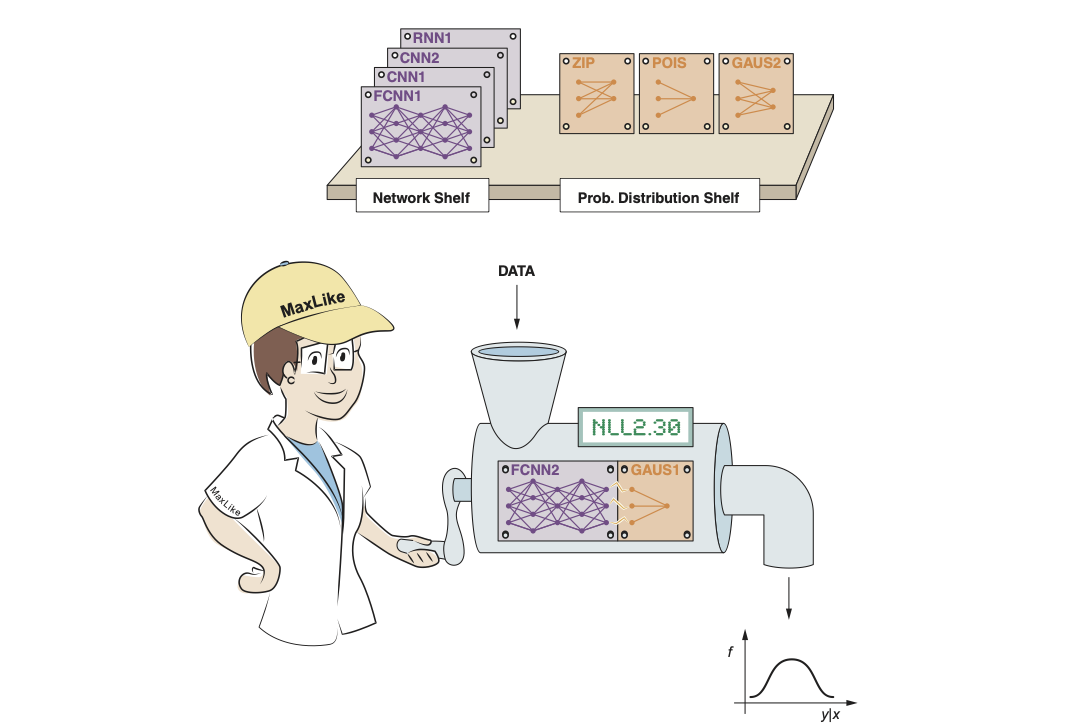 RNN1
CNN2
CNN1
FCNN1
ZIP
POIS
GAUS2
Network Shelf
Prob. Distribution Shelf
DATA
MaxLike
NLL2.30
FCNN2
GAUS1
MaxLike
f
y|x